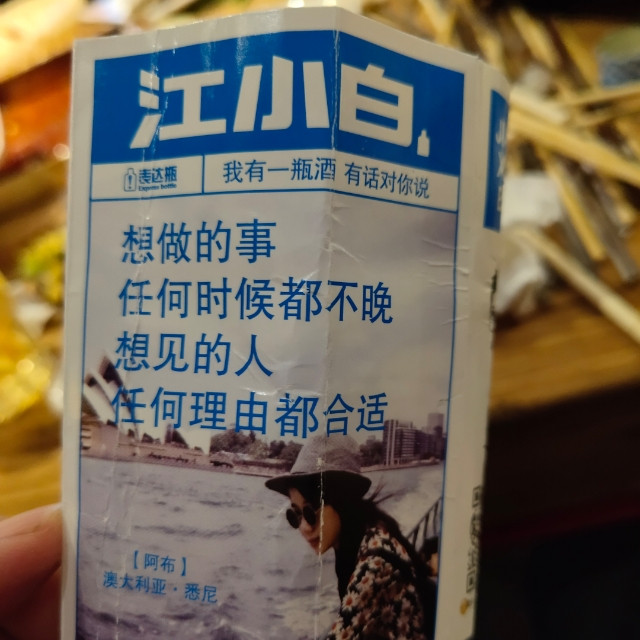 江小白
表达瓶
我有一瓶酒 有话对你说
想做的事
任何时候都不晚
想见的人
任何理由都合适
【阿布】
澳大利亚·悉尼